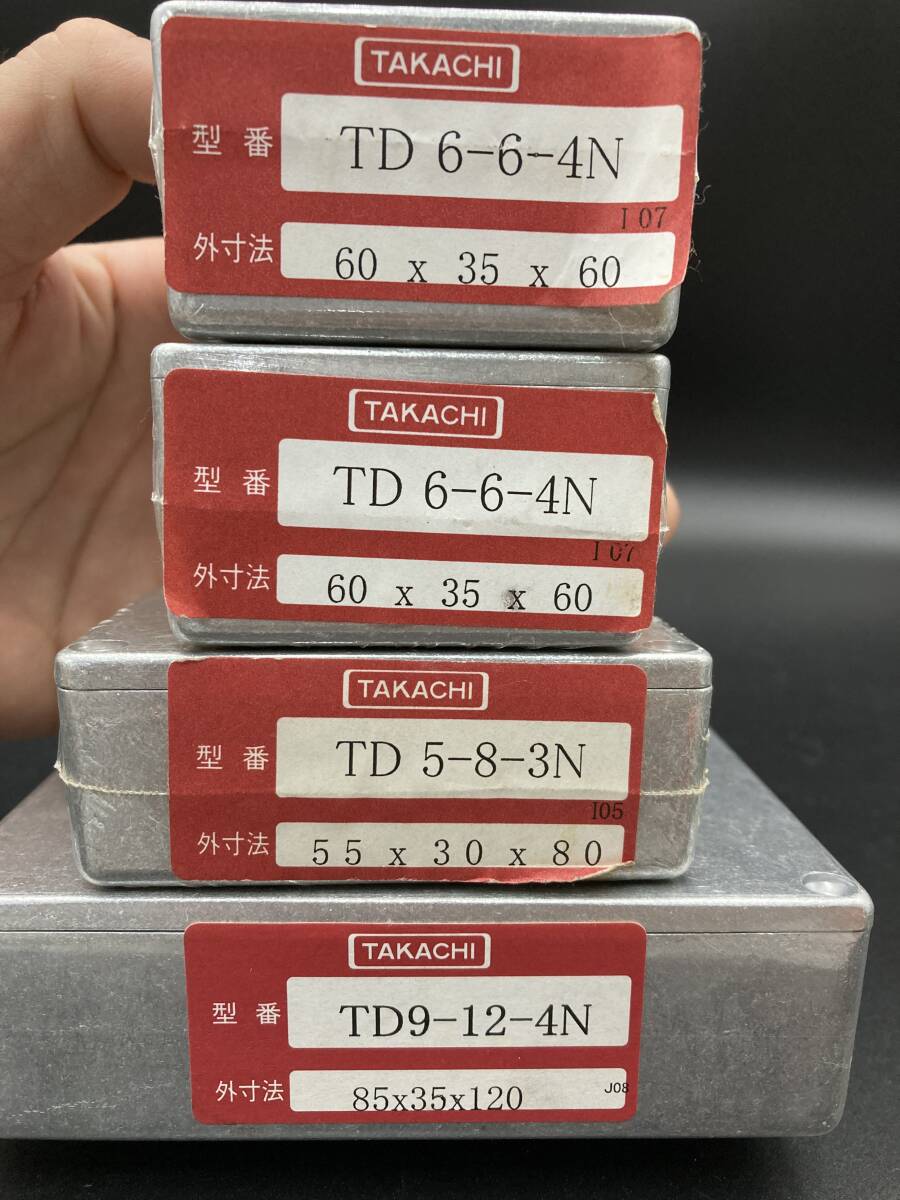 TAKACHI
型番 TD 6-6-4N
I 07
外寸法 60 x 35 x 60
TAKACHI
型番 TD 6-6-4N
I 07
外寸法 60 x 35 x 60
TAKACHI
型番 TD 5-8-3N
I05
外寸法 55 x 30 x 80
TAKACHI
型番 TD9-12-4N
外寸法 85x35x120 J08